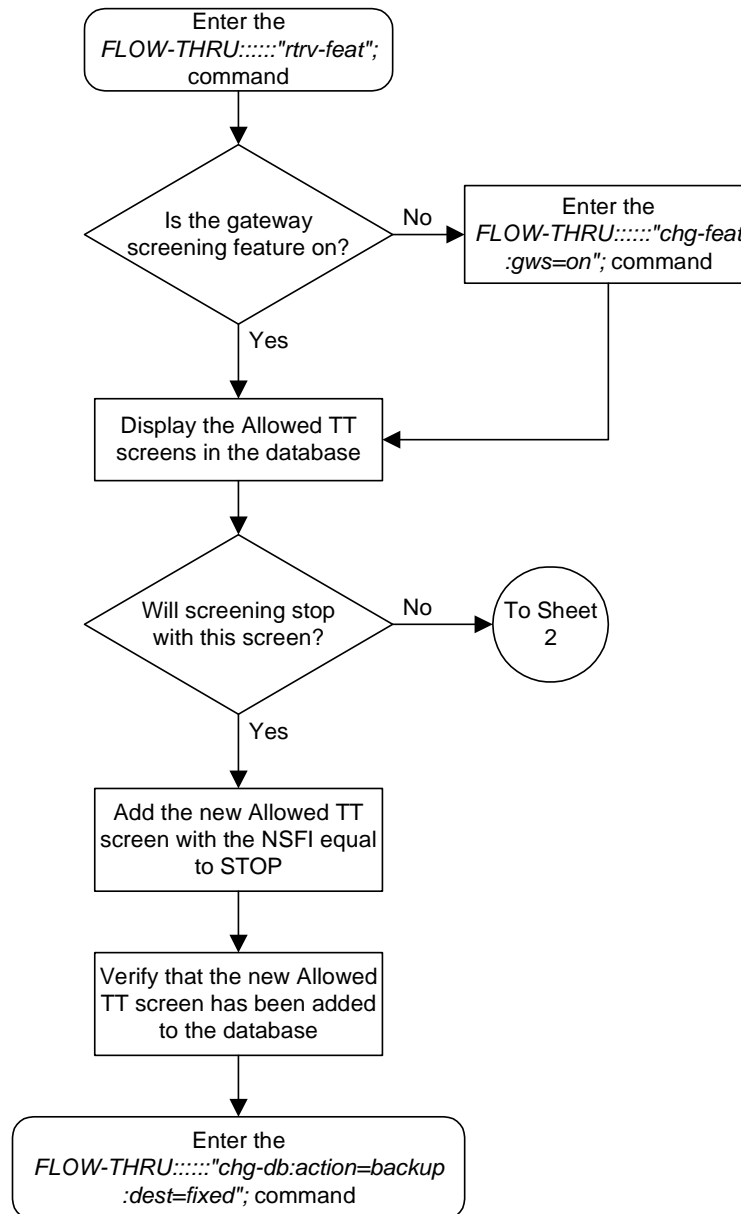 Enter the
FLOW-THRU::::::"rtrv-feat";
command
Is the gateway
screening feature on?
No
Enter the
FLOW-THRU::::::"chg-feat
:gws=on"; command
Yes
Display the Allowed TT
screens in the database
Will screening stop
with this screen?
No
To Sheet
2
Yes
Add the new Allowed TT
screen with the NSFI equal
to STOP
Verify that the new Allowed
TT screen has been added
to the database
Enter the
FLOW-THRU::::::"chg-db:action=backup
:dest=fixed"; command